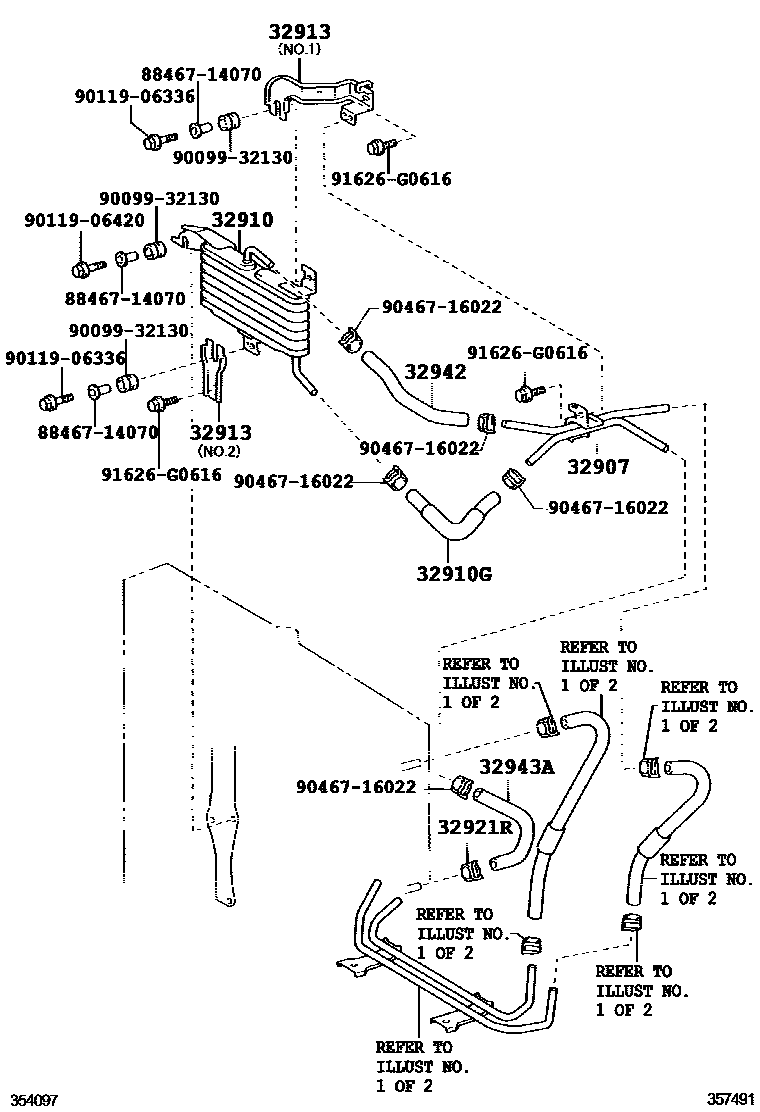 32913
(NO.1)
88467-14070
90119-06336
90099-32130
91626-G0616
90099-32130
90119-06420
32910
88467-14070
90467-16022
90099-32130
91626-G0616
90119-06336
32942
88467-14070
32913
(NO.2)
90467-16022
32907
91626-G0616
90467-16022
90467-16022
32910G
REFER TO
ILLUST NO.
1 OF 2
REFER TO
ILLUST NO.
1 OF 2
REFER TO
ILLUST NO.
1 OF 2
32943A
90467-16022
32921R
REFER TO
ILLUST NO.
1 OF 2
REFER TO
ILLUST NO.
1 OF 2
REFER TO
ILLUST NO.
1 OF 2
REFER TO
ILLUST NO.
1 OF 2
354097
357491